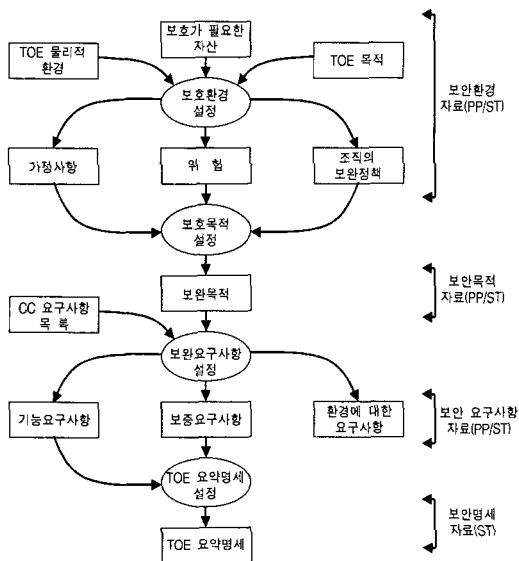 보호가 필요한
자산
TOE 물리적
환경
TOE 목적
보호환경
설정
보안환경
자료(PP/ST)
가정사항
위 험
조직의
보완정책
보호목적
설정
보완목적
보안목적
자료(PP/ST)
CC 요구사항
목 록
보완요구사항
설정
기능요구사항
보증요구사항
환경에 대한
요구사항
보안 요구사항
자료(PP/ST)
TOE 요약명세
설정
보안명세
자료(ST)
TOE 요약명세